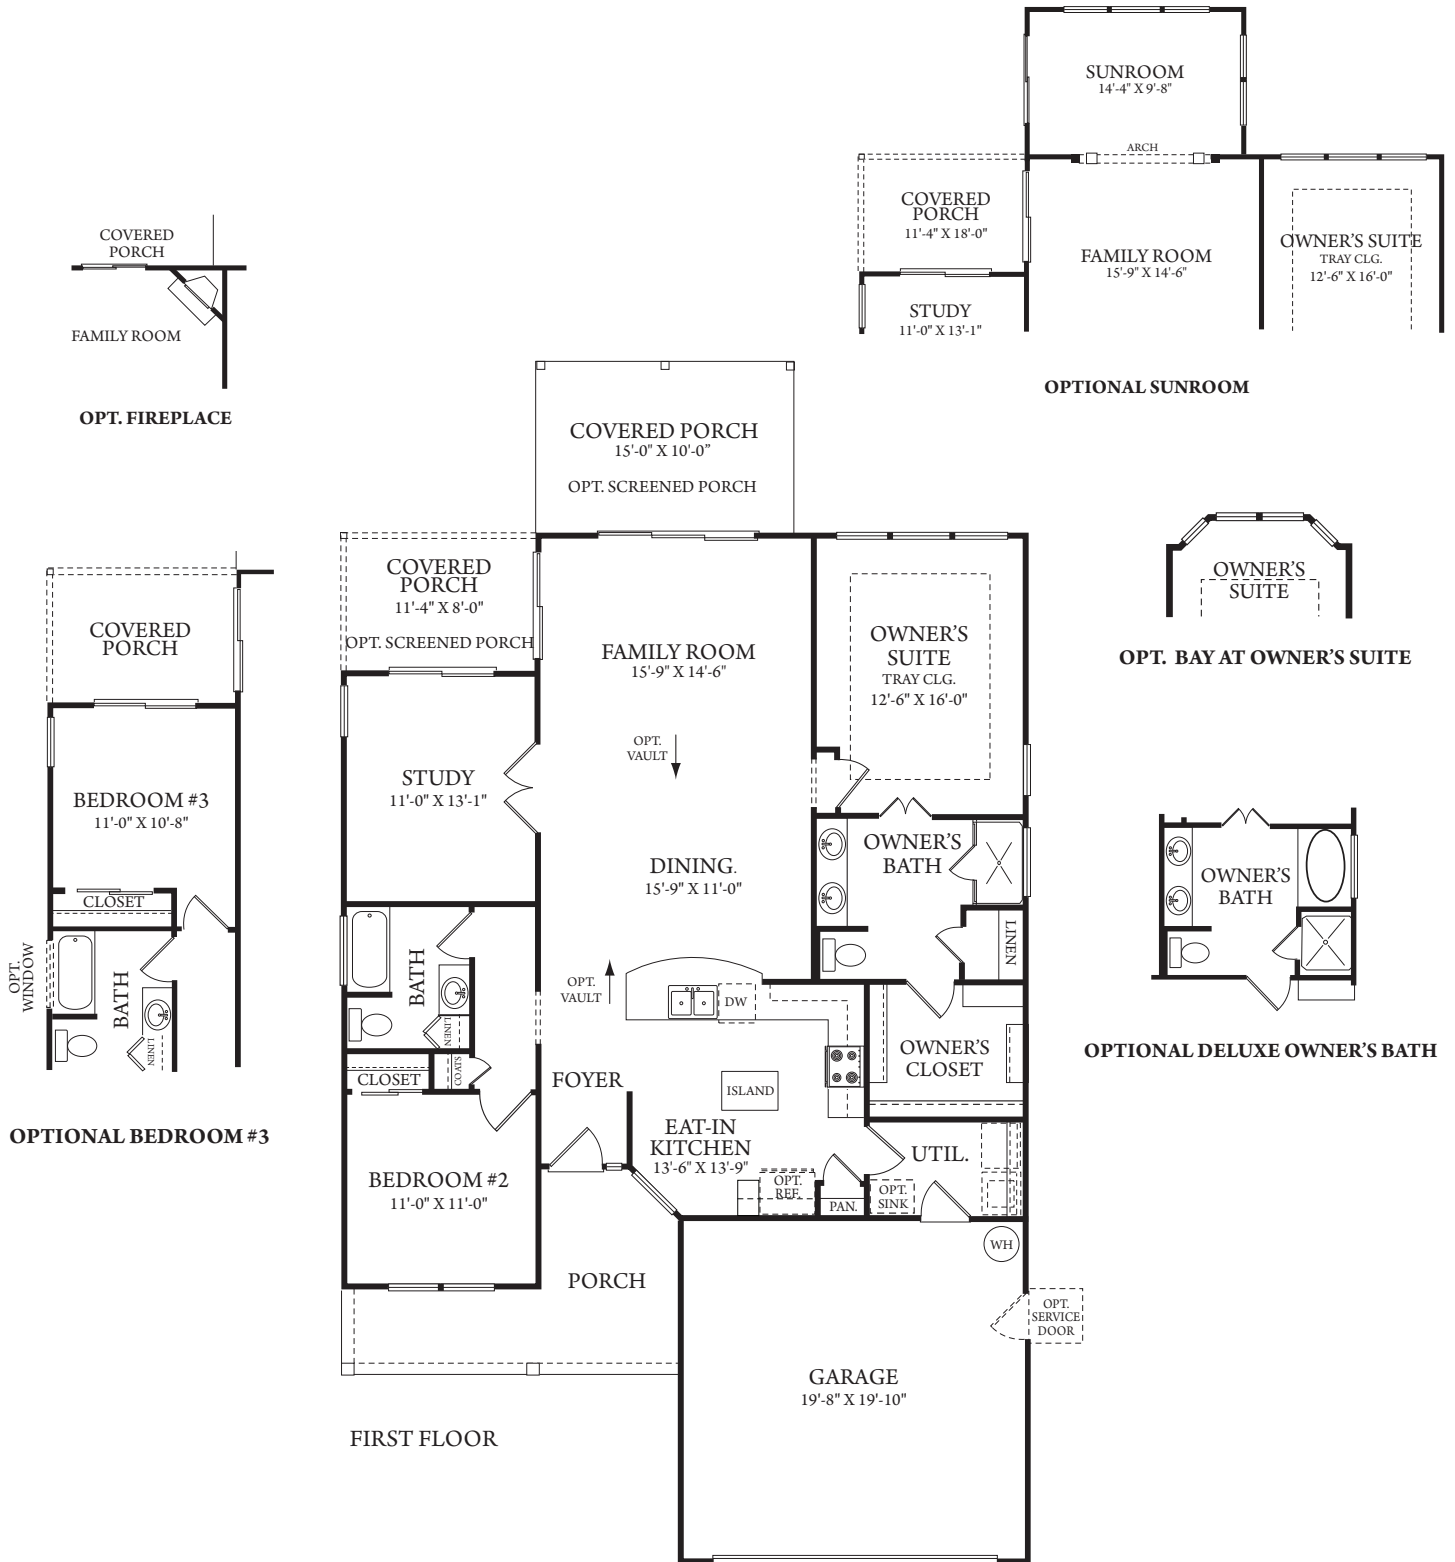 SUNROOM
14'-4" X 9'-8"
ARCH
COVERED
PORCH
11'-4" X 18'-0"
FAMILY ROOM
15'-9" X 14'-6"
OWNER'S SUITE
TRAY CLG.
12'-6" X 16'-0"
STUDY
11'-0" X 13'-1"
OPTIONAL SUNROOM
COVERED
PORCH
FAMILY ROOM
OPT. FIREPLACE
COVERED PORCH
15'-0" X 10'-0”
OPT. SCREENED PORCH
COVERED
PORCH
11'-4" X 8'-0"
OPT. SCREENED PORCH
FAMILY ROOM
15'-9" X 14'-6"
OWNER'S
SUITE
TRAY CLG.
12'-6" X 16'-0"
OPT.
VAULT
STUDY
11'-0" X 13'-1"
DINING.
15'-9" X 11'-0"
OWNER'S
BATH
LINEN
BATH
LINEN
OPT.
VAULT
DW
CLOSET
COATS
FOYER
ISLAND
OWNER'S
CLOSET
EAT-IN
KITCHEN
13'-6" X 13'-9"
UTIL.
OPT.
REF.
PAN.
OPT.
SINK
BEDROOM #2
11'-0" X 11'-0"
WH
PORCH
OPT.
SERVICE
DOOR
GARAGE
19'-8" X 19'-10"
FIRST FLOOR
COVERED
PORCH
BEDROOM #3
11'-0" X 10'-8"
CLOSET
OPT.
WINDOW
BATH
LINEN
OPTIONAL BEDROOM #3
OWNER'S
SUITE
OPT. BAY AT OWNER'S SUITE
OWNER'S
BATH
OPTIONAL DELUXE OWNER'S BATH